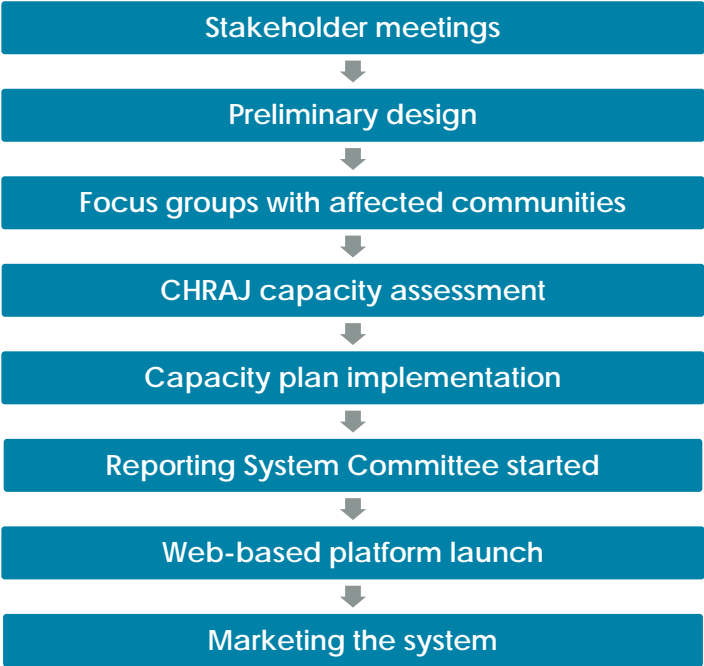 Stakeholder meetings
Preliminary design
Focus groups with affected communities
CHRAJ capacity assessment
Capacity plan implementation
Reporting System Committee started
Web-based platform launch
Marketing the system